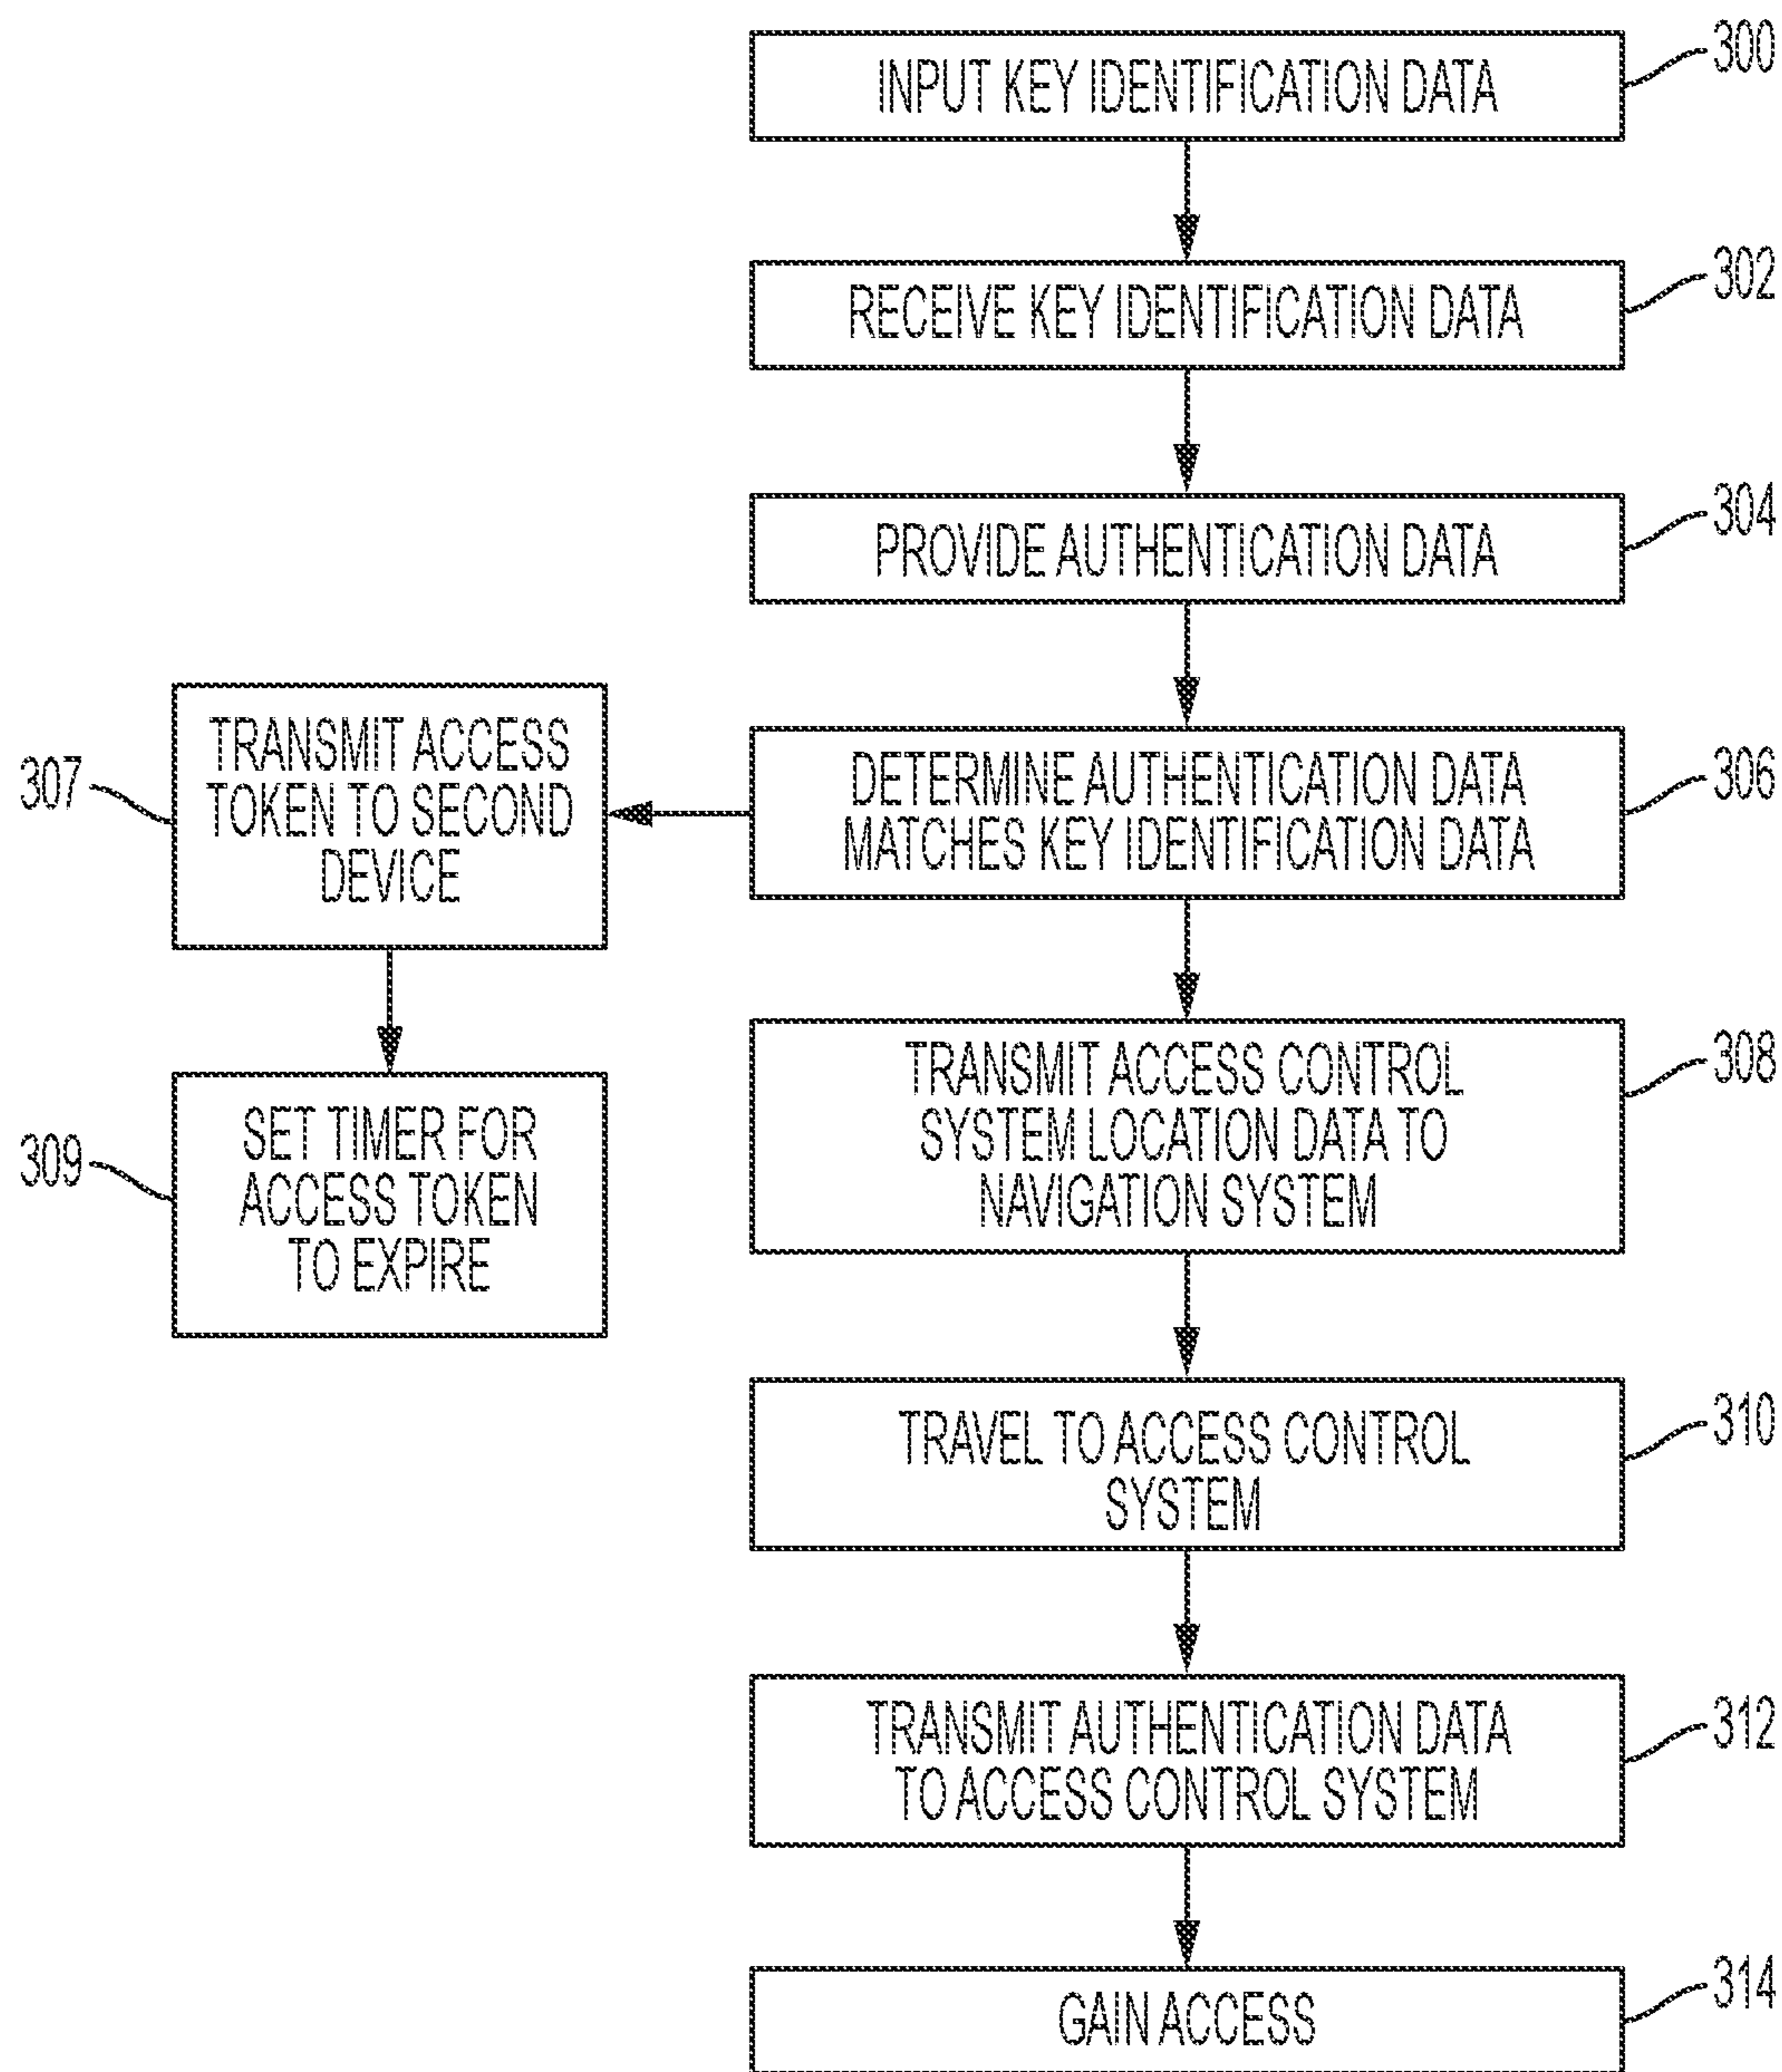 INPUT KEY IDENTIFICATION DATA
300
RECEIVE KEY IDENTIFICATION DATA
302
PROVIDE AUTHENTICATION DATA
304
DETERMINE AUTHENTICATION DATA
MATCHES KEY IDENTIFICATION DATA
306
TRANSMIT ACCESS
TOKEN TO SECOND
DEVICE
307
TRANSMIT ACCESS CONTROL
SYSTEM LOCATION DATA TO
NAVIGATION SYSTEM
308
SET TIMER FOR
ACCESS TOKEN
TO EXPIRE
309
TRAVEL TO ACCESS CONTROL
SYSTEM
310
TRANSMIT AUTHENTICATION DATA
TO ACCESS CONTROL SYSTEM
312
GAIN ACCESS
314